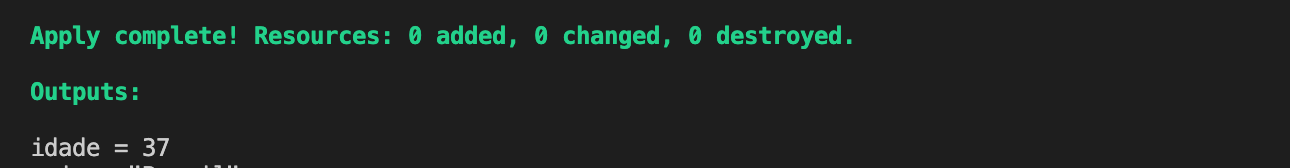 Apply complete! Resources: 0 added, 0 changed, 0 destroyed.
Outputs:
idade = 37